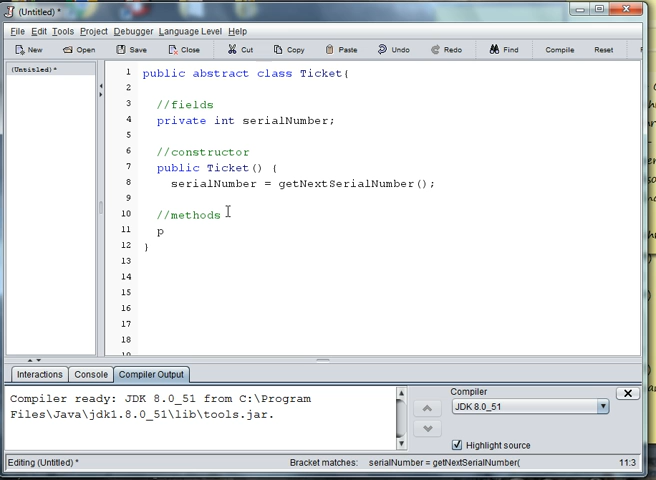 (Untitled) *
File Edit Tools Project Debugger Language Level Help
New Open Save Close Cut Copy Paste Undo Redo Find Compile Reset
(Untitled) *
1 public abstract class Ticket{
2
3 //fields
4 private int serialNumber;
5
6 //constructor
7 public Ticket() {
8 serialNumber = getNextSerialNumber();
9
10 //methods
11 p
12 }
13
14
15
16
17
18
19
Interactions Console Compiler Output
Compiler ready: JDK 8.0_51 from C:\Program
Files\Java\jdk1.8.0_51\lib\tools.jar.
Compiler
JDK 8.0_51
Highlight source
Editing (Untitled) * Bracket matches: serialNumber = getNextSerialNumber( 11:3